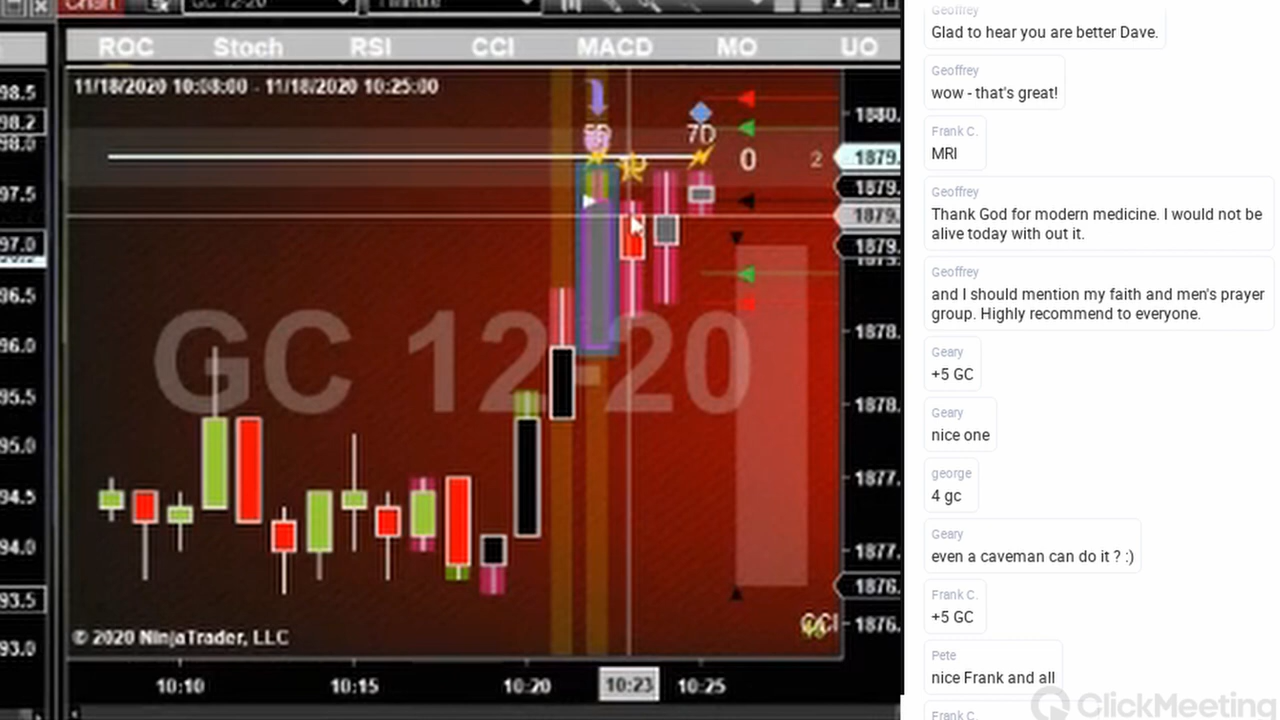 Chart
GC 12-20
ROC Stoch RSI CCI MACD MO UO
11/18/2020 10:08:00 - 11/18/2020 10:25:00
98.5
98.2
98.0
97.5
97.0
96.5
96.0
95.5
95.0
94.5
94.0
93.5
93.0
7D
0
2
1880.
1879.
1879.
1879.
1879.
1878.
1878.
1877.
1877.
1876.
1876.
GC 12-20
CCI
© 2020 NinjaTrader, LLC
10:10 10:15 10:20 10:23 10:25
Geoffrey
Glad to hear you are better Dave.
Geoffrey
wow - that's great!
Frank C.
MRI
Geoffrey
Thank God for modern medicine. I would not be
alive today with out it.
Geoffrey
and I should mention my faith and men's prayer
group. Highly recommend to everyone.
Geary
+5 GC
Geary
nice one
george
4 gc
Geary
even a caveman can do it ? :)
Frank C.
+5 GC
Pete
nice Frank and all
Frank C.
ClickMeeting